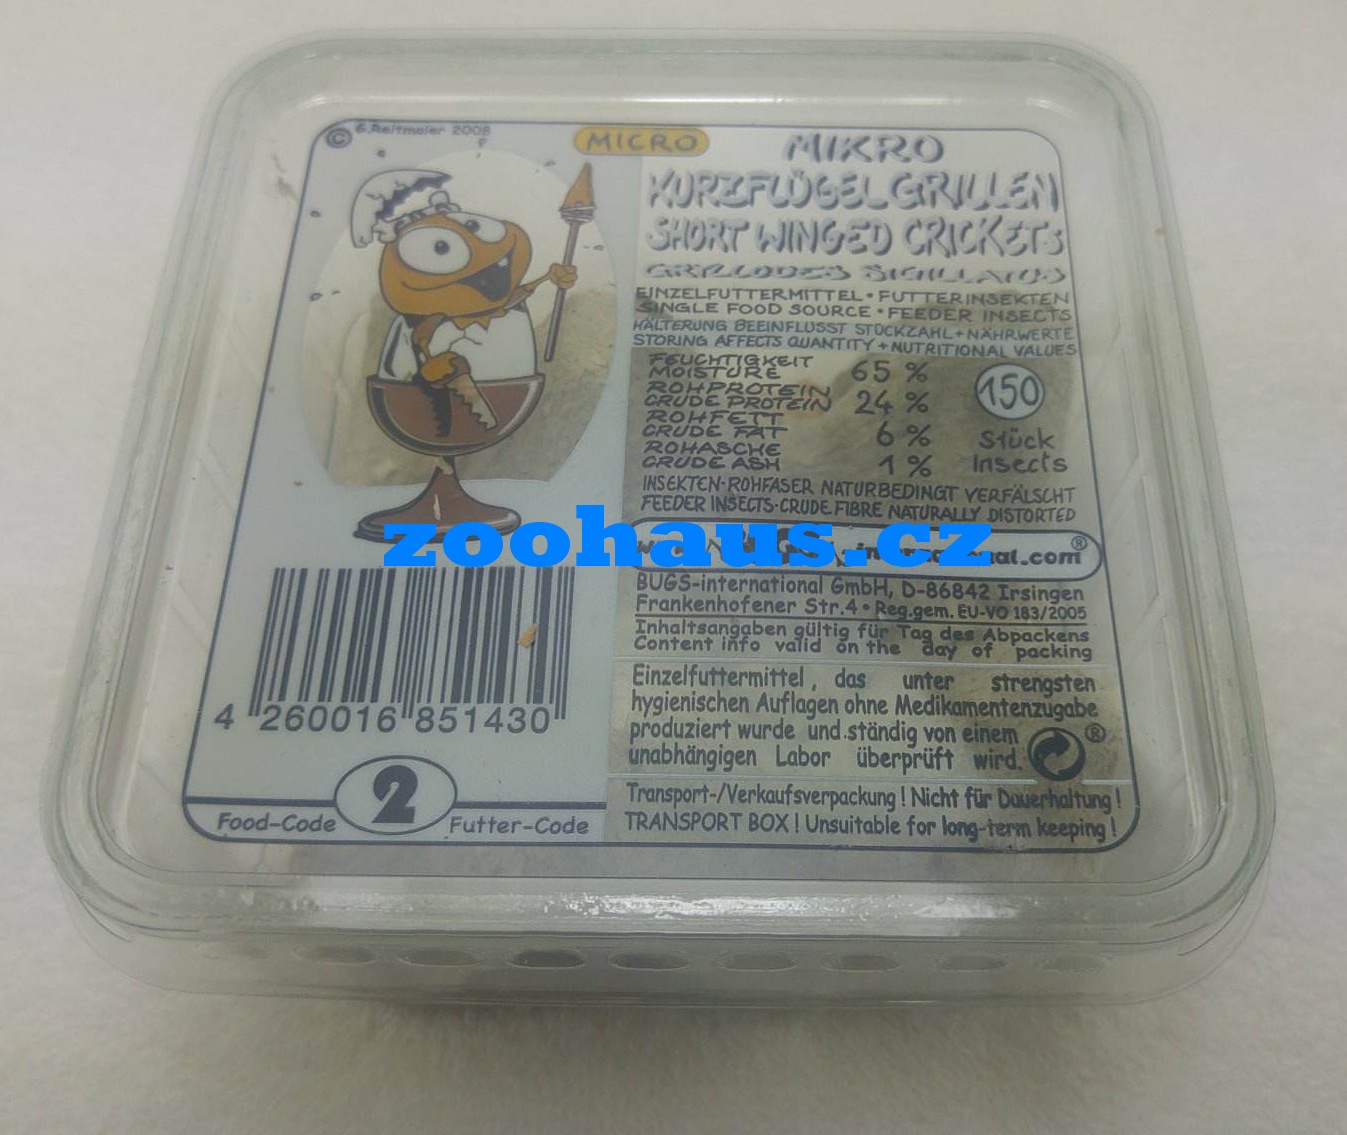 © G.Reitmeier 2008
MICRO
MIKRO
KURZFLÜGELGRILLEN
SHORT WINGED CRICKETS
GRYLLODES SIGILLATUS
EINZELFUTTERMITTEL • FUTTERINSEKTEN
SINGLE FOOD SOURCE • FEEDER INSECTS
HÄLTERUNG BEEINFLUSST STÜCKZAHL + NÄHRWERTE
STORING AFFECTS QUANTITY + NUTRITIONAL VALUES
FEUCHTIGKEIT
MOISTURE 65 %
ROHPROTEIN
CRUDE PROTEIN 24 %
ROHFETT
CRUDE FAT 6 %
ROHASCHE
CRUDE ASH 1 %
150
Stück
Insects
INSEKTEN-ROHFASER NATURBEDINGT VERFÄLSCHT
FEEDER INSECTS-CRUDE FIBRE NATURALLY DISTORTED
zoohaus.cz
.com®
BUGS-international GmbH, D-86842 Irsingen
Frankenhofener Str.4 • Reg.gem. EU-VO 183/2005
Inhaltsangaben gültig für Tag des Abpackens
Content info valid on the day of packing
Einzelfuttermittel, das unter strengsten
hygienischen Auflagen ohne Medikamentenzugabe
produziert wurde und ständig von einem
unabhängigen Labor überprüft wird. ®
Transport-/Verkaufsverpackung ! Nicht für Dauerhaltung !
TRANSPORT BOX ! Unsuitable for long-term keeping !
4 260016 851430
2
Food-Code Futter-Code